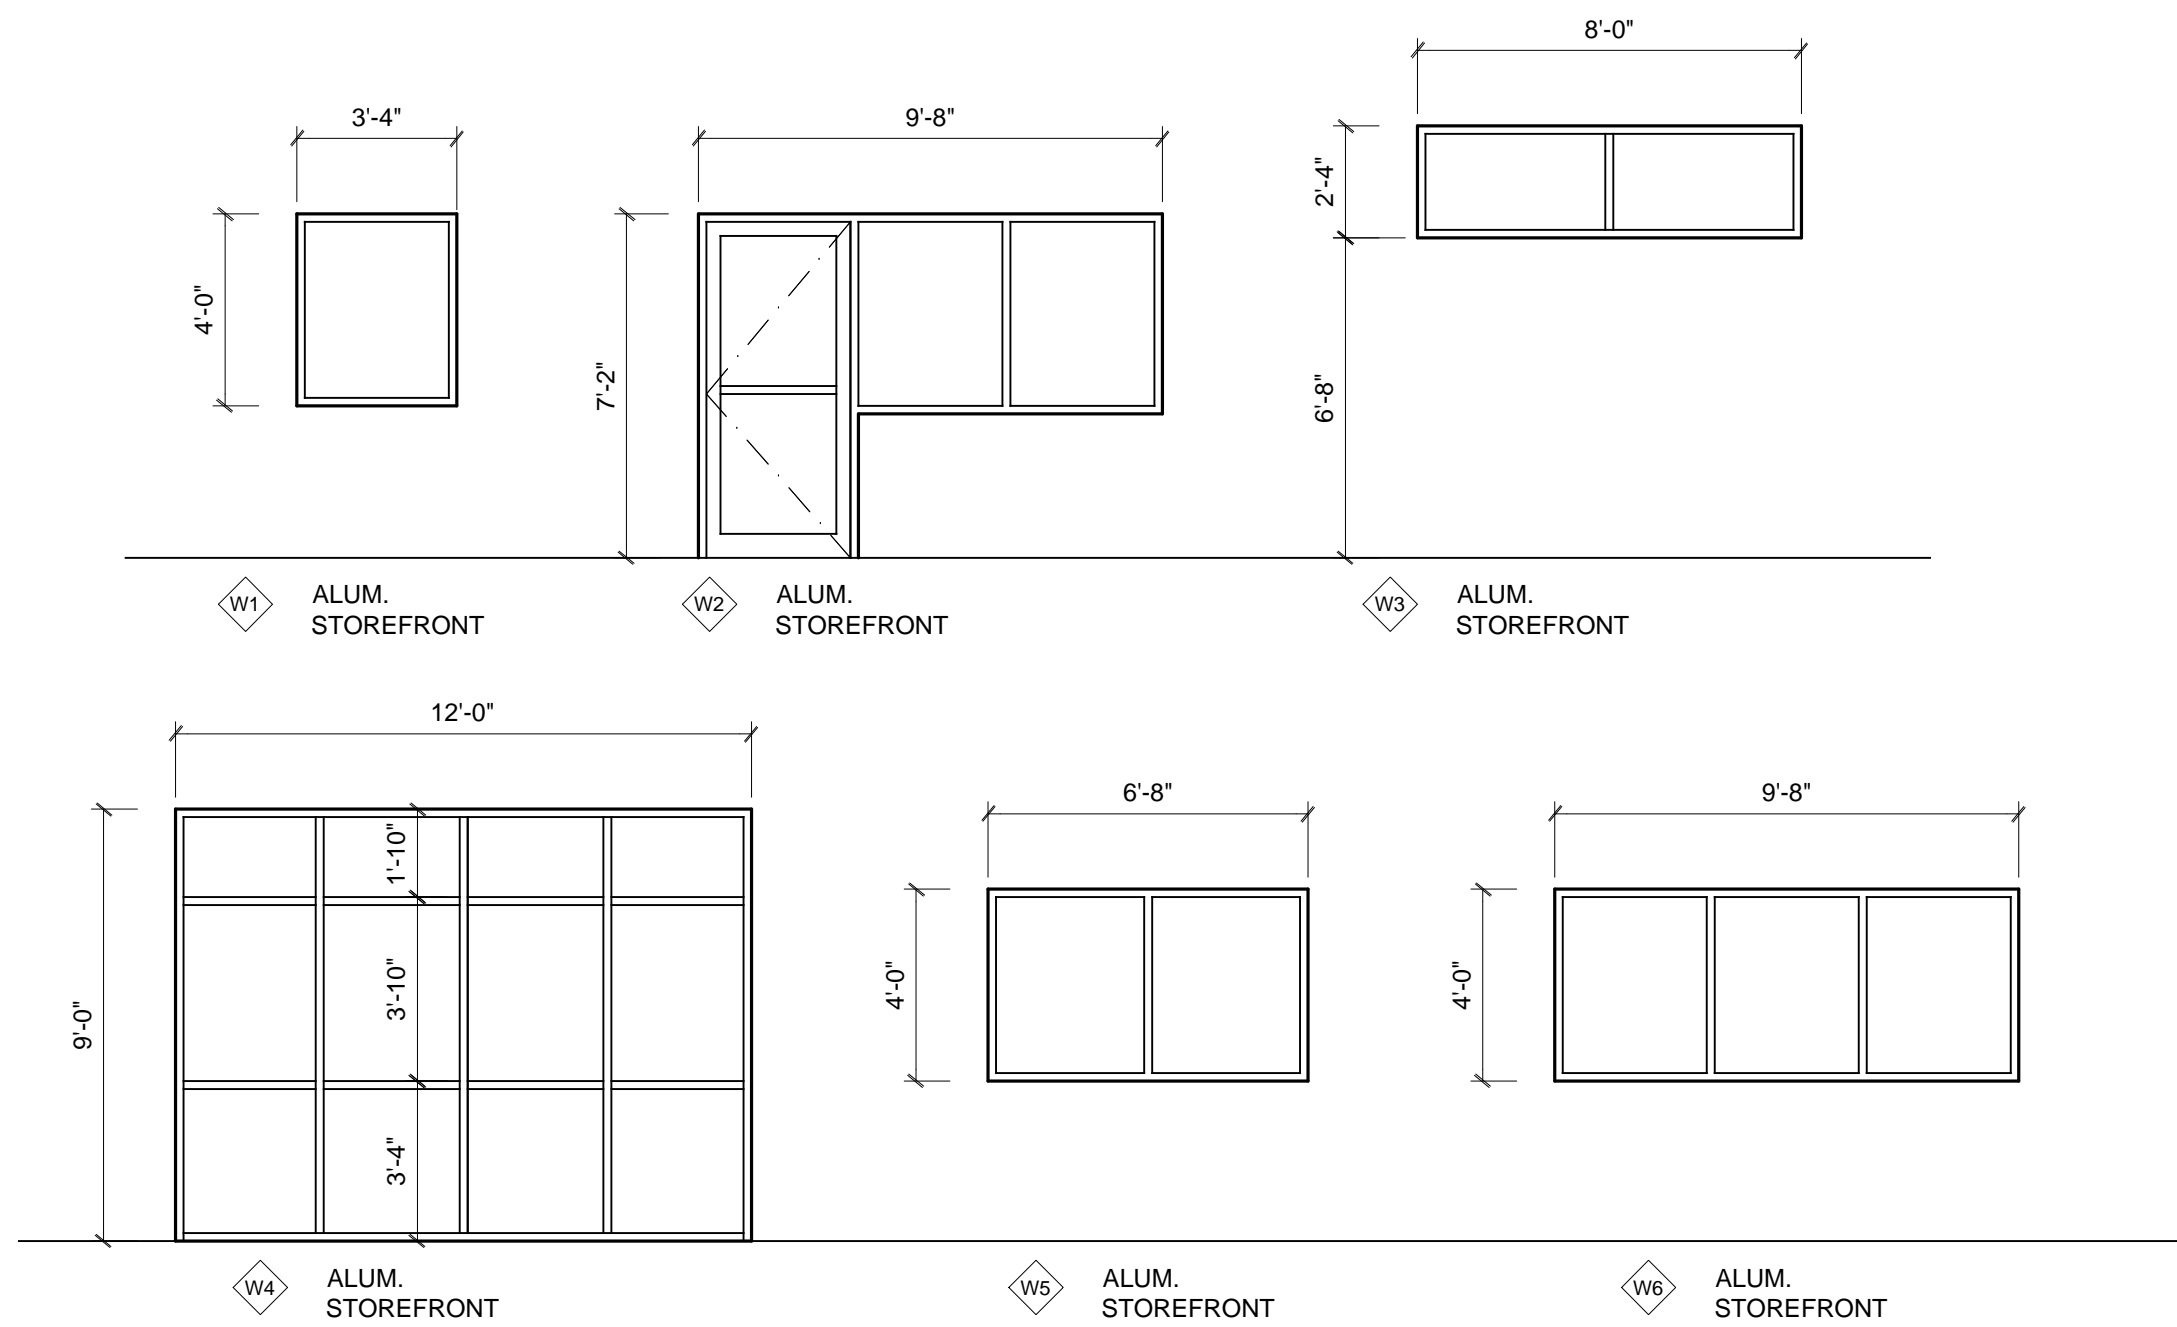 8'-0"
3'-4"
9'-8"
2'-4"
4'-0"
7'-2"
6'-8"
W1
ALUM.
STOREFRONT
W2
ALUM.
STOREFRONT
W3
ALUM.
STOREFRONT
12'-0"
6'-8"
9'-8"
1'-10"
3'-10"
9'-0"
3'-4"
4'-0"
4'-0"
W4
ALUM.
STOREFRONT
W5
ALUM.
STOREFRONT
W6
ALUM.
STOREFRONT